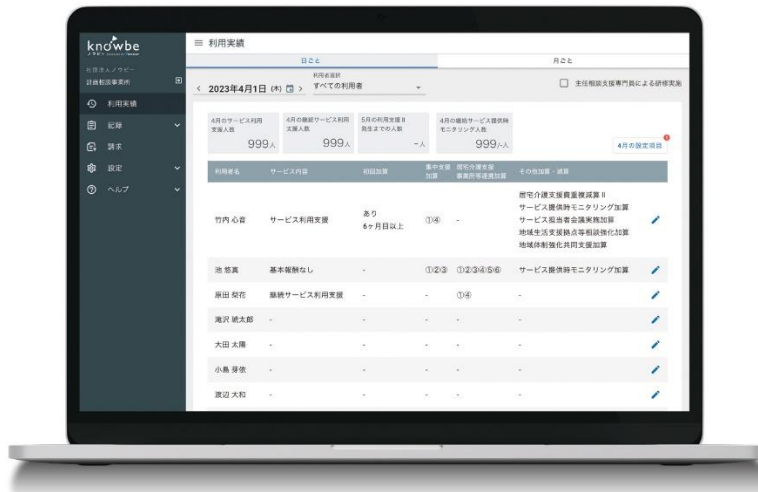 knowbe
社団法人ノウビー
計画相談事業所
利用実績
記録
請求
設定
ヘルプ
利用実績
日ごと
月ごと
2023年4月1日 (木)
利用者選択
すべての利用者
主任相談支援専門員による研修実施
4月のサービス利用
支援人数
999人
4月の継続サービス利用
支援人数
999人
5月の利用支援Ⅱ
発生までの人数
-人
4月の継続サービス提供時
モニタリング人数
999/-人
4月の設定項目
利用者名
サービス内容
初回加算
集中支援
加算
居宅介護支援
事業所等連携加算
その他加算・減算
竹内 心音
サービス利用支援
あり
6ヶ月目以上
①④
-
居宅介護支援費重複減算Ⅱ
サービス提供時モニタリング加算
サービス担当者会議実施加算
地域生活支援拠点等相談強化加算
地域体制強化共同支援加算
池 悠真
基本報酬なし
-
①②③
①②③④⑤⑥
サービス提供時モニタリング加算
原田 梨花
継続サービス利用支援
-
-
①④
-
滝沢 琥太郎
-
-
-
-
-
大田 太陽
-
-
-
-
-
小島 芽依
-
-
-
-
-
渡辺 大和
-
-
-
-
-